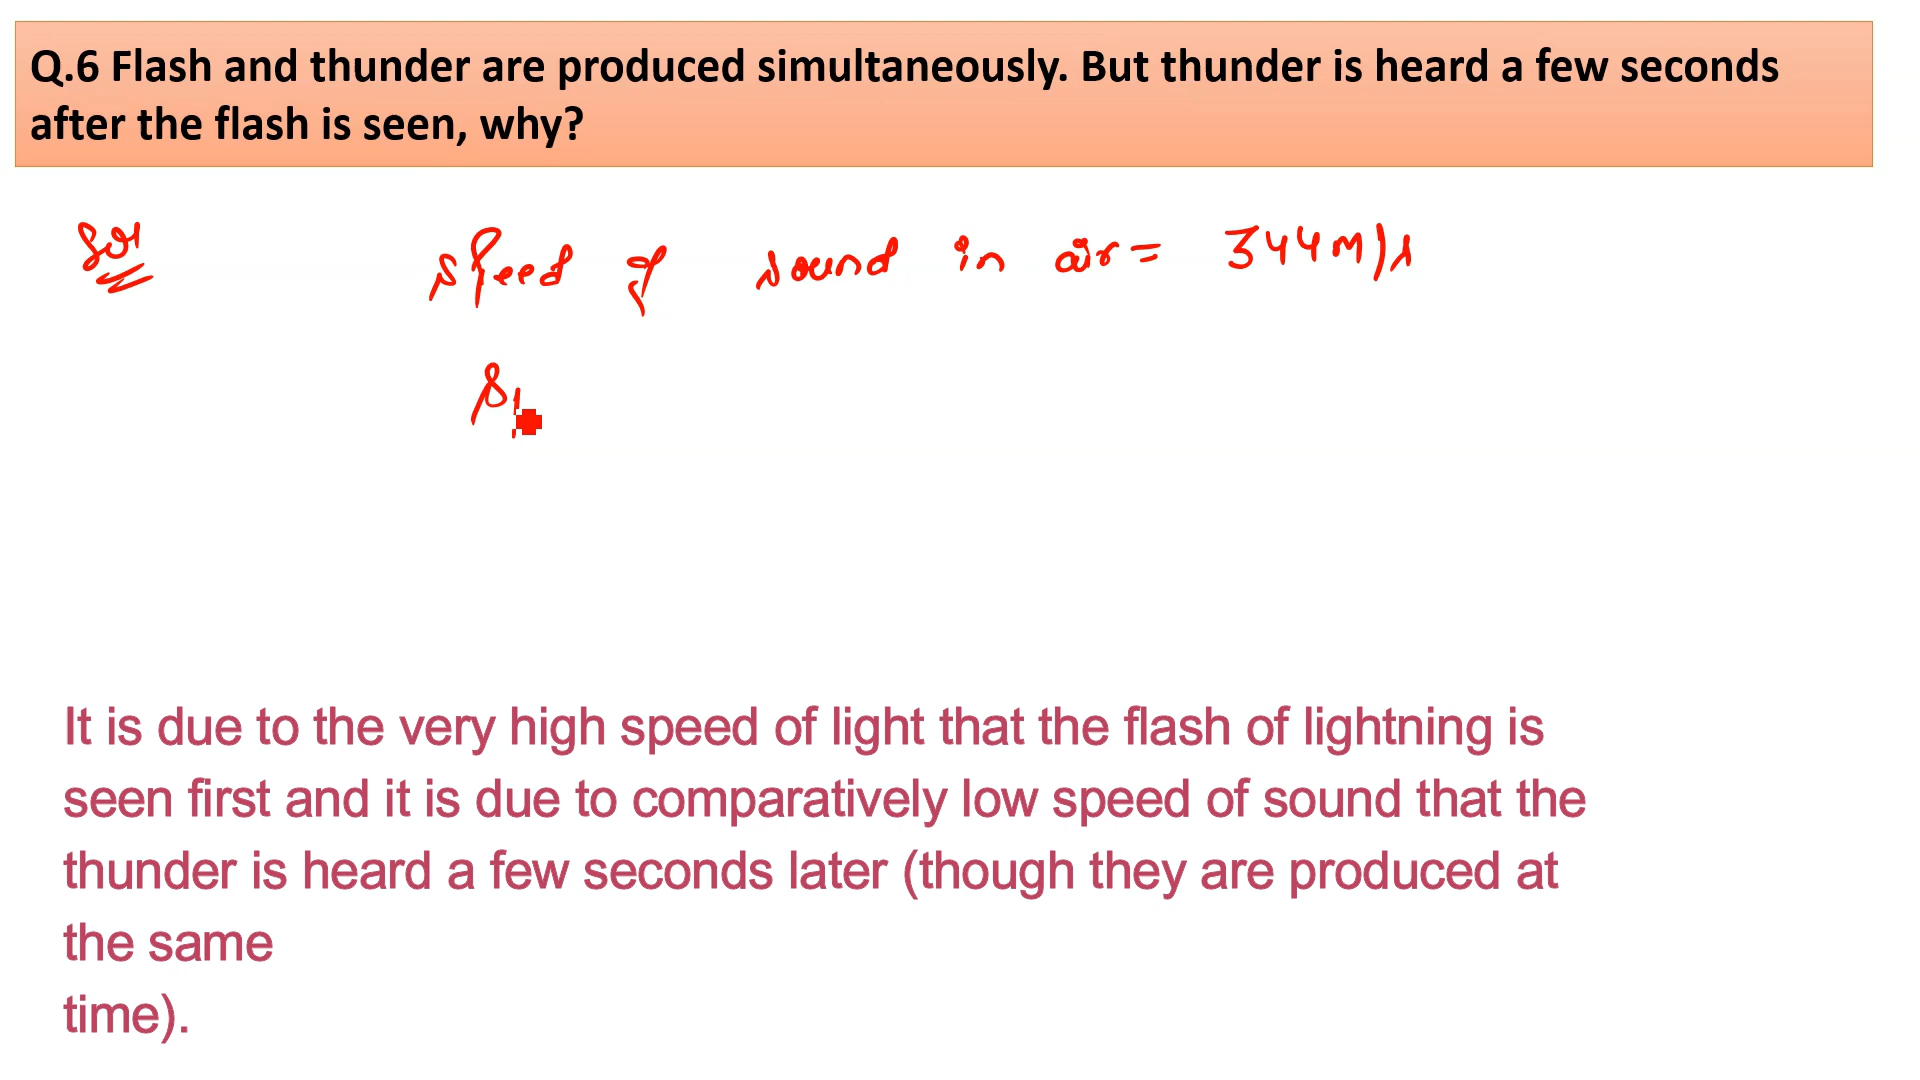 Q.6 Flash and thunder are produced simultaneously. But thunder is heard a few seconds
after the flash is seen, why?
Sol
speed of sound in air = 344m/s
It is due to the very high speed of light that the flash of lightning is
seen first and it is due to comparatively low speed of sound that the
thunder is heard a few seconds later (though they are produced at
the same
time).